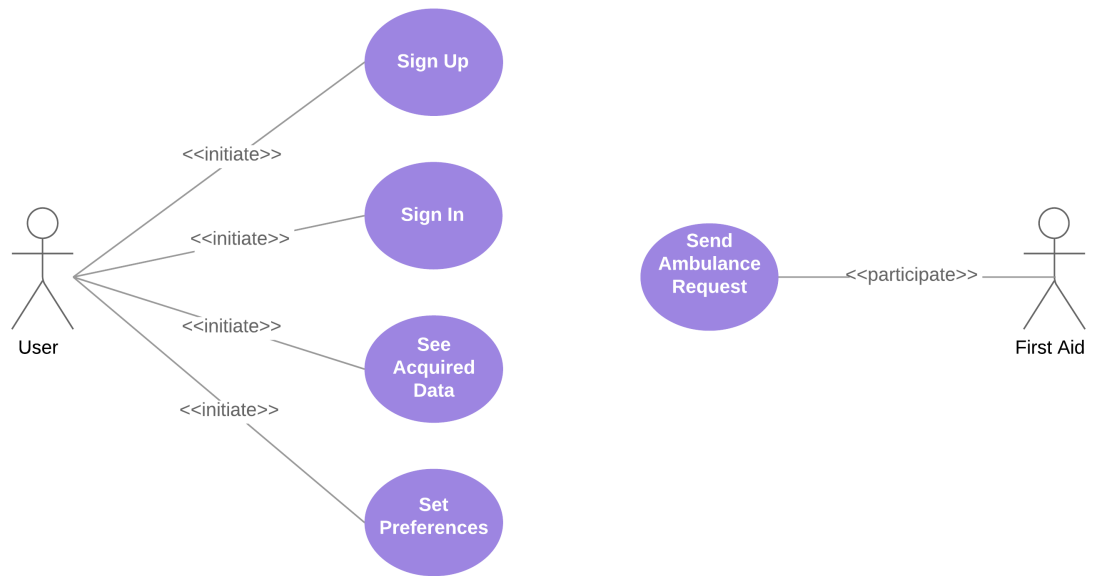 Sign Up
<<initiate>>
Sign In
<<initiate>>
User
<<initiate>>
See
Acquired
Data
<<initiate>>
Set
Preferences
Send
Ambulance
Request
<<participate>>
First Aid